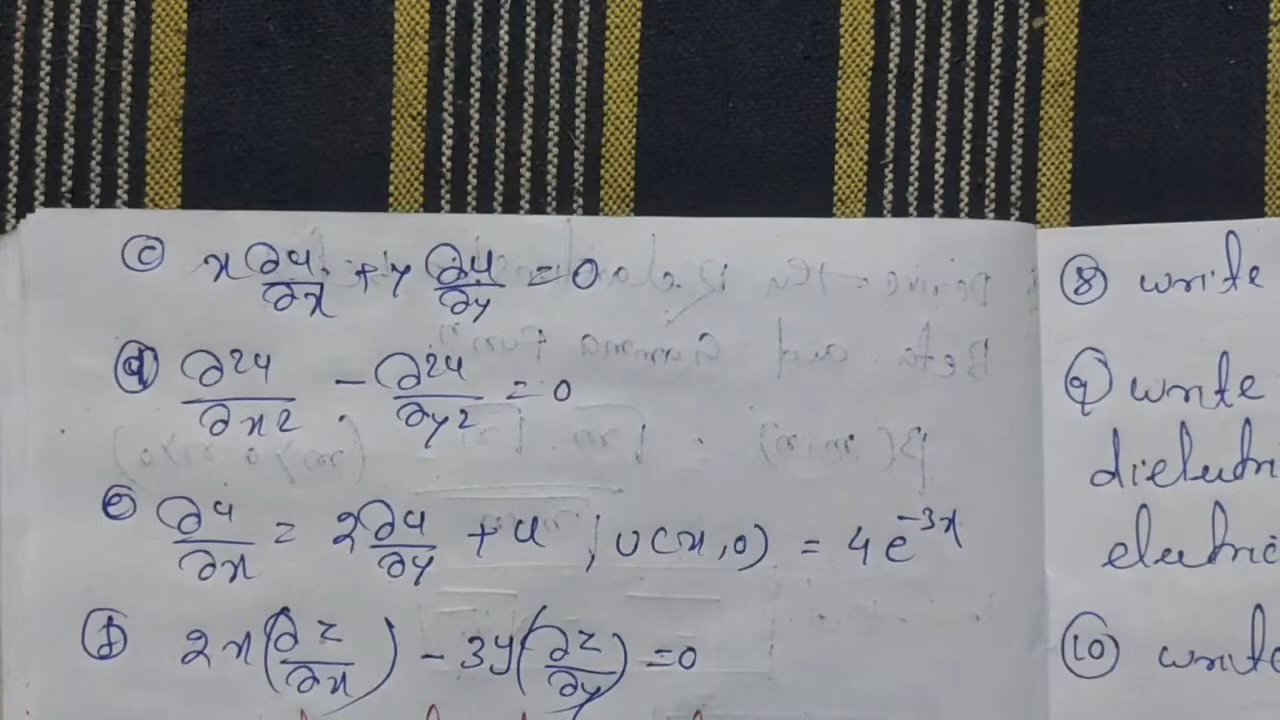 ⓒ x ∂u/∂x + y ∂u/∂y = 0
ⓓ ∂²u/∂x² - ∂²u/∂y² = 0
ⓔ ∂u/∂x = 2∂u/∂y + u ; u(x,0) = 4e⁻³ˣ
ⓕ 2x(∂z/∂x) - 3y(∂z/∂y) = 0
⑧ write
⑨ write
dielectri
electric
⑩ write